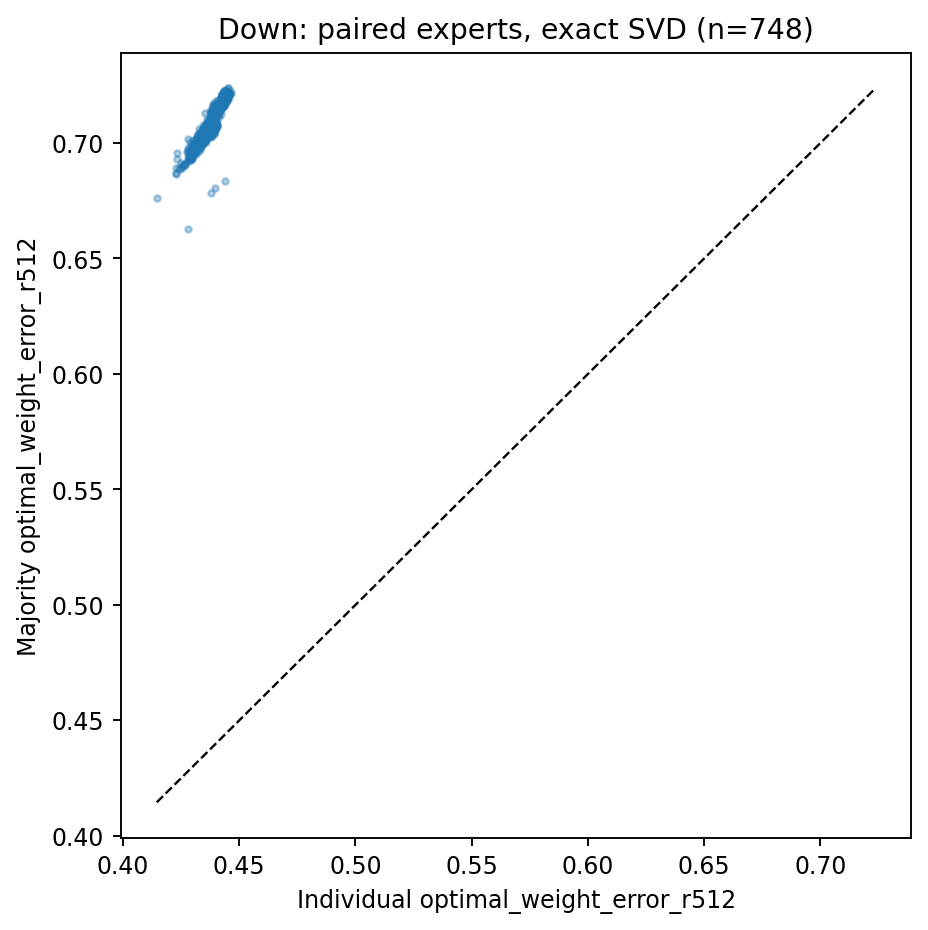 Down: paired experts, exact SVD (n=748)
Majority optimal_weight_error_r512
0.70
0.65
0.60
0.55
0.50
0.45
0.40
0.40 0.45 0.50 0.55 0.60 0.65 0.70
Individual optimal_weight_error_r512